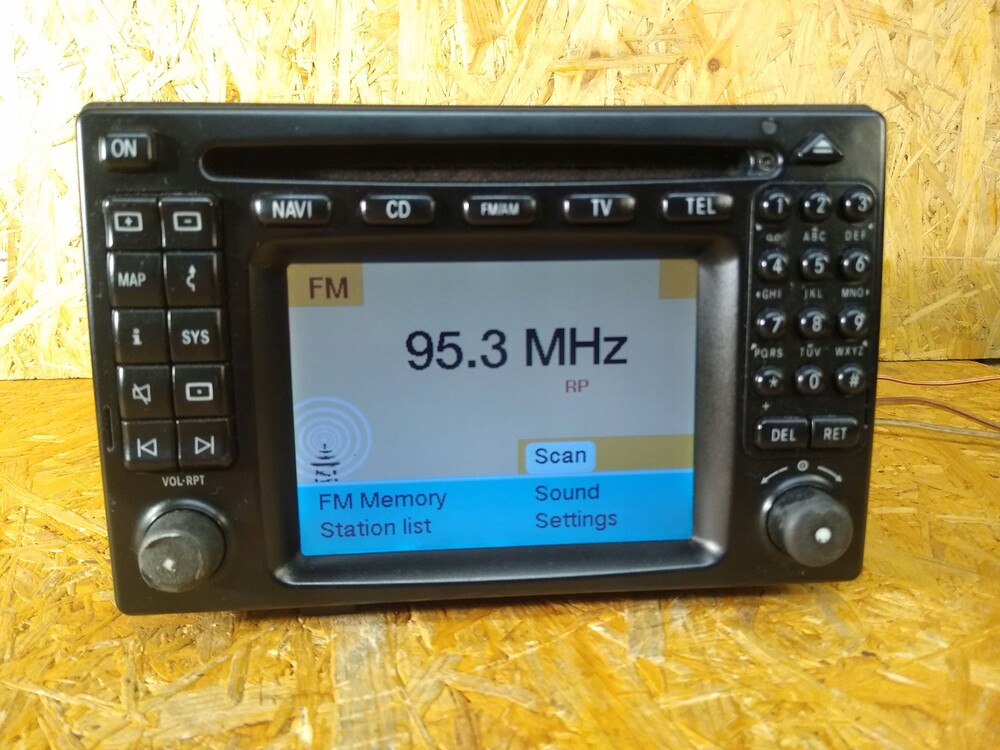 ON
NAVI CD FM/AM TV TEL
1 2 3
ABC DEF
MAP
4 5 6
GHI JKL MNO
i SYS
7 8 9
PQRS TUV WXYZ
* 0 #
+
DEL RET
VOL·RPT
FM
95.3 MHz
RP
Scan
FM Memory Sound
Station list Settings